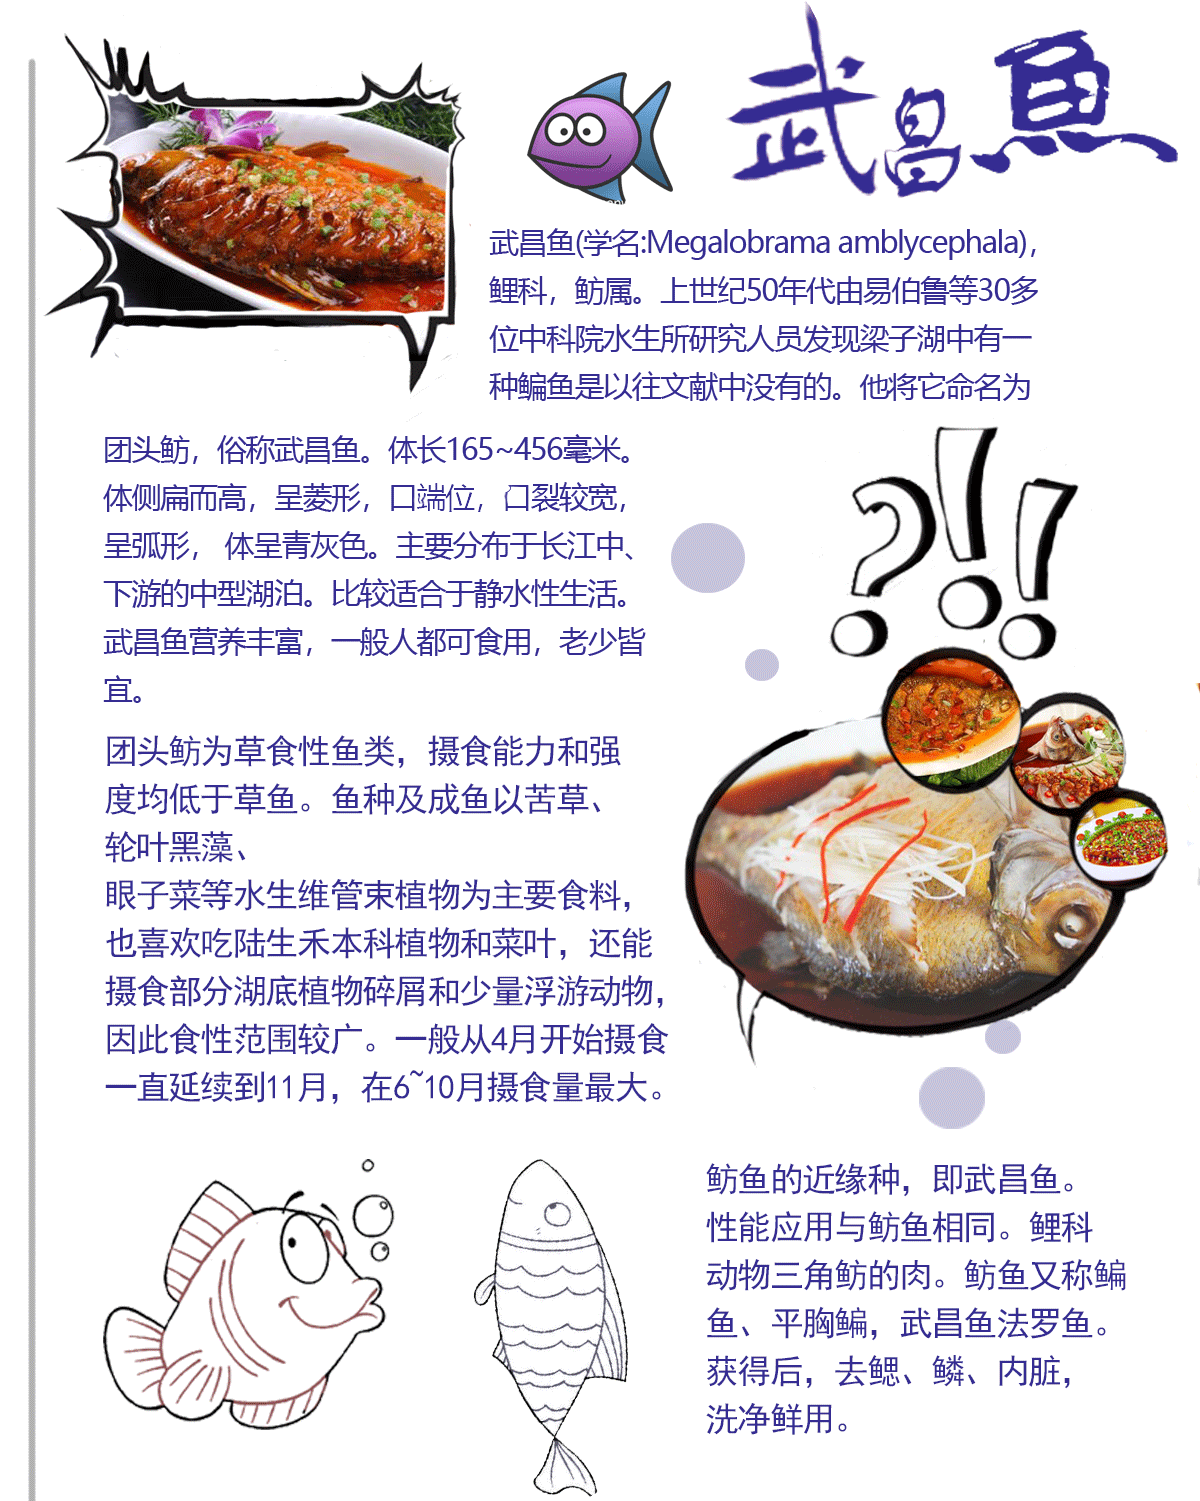 武昌魚
武昌鱼(学名:Megalobrama amblycephala)，
鲤科，鲂属。上世纪50年代由易伯鲁等30多
位中科院水生所研究人员发现梁子湖中有一
种鳊鱼是以往文献中没有的。他将它命名为
团头鲂，俗称武昌鱼。体长165~456毫米。
体侧扁而高，呈菱形，口端位，口裂较宽，
呈弧形， 体呈青灰色。主要分布于长江中、
下游的中型湖泊。比较适合于静水性生活。
武昌鱼营养丰富，一般人都可食用，老少皆
宜。
团头鲂为草食性鱼类，摄食能力和强
度均低于草鱼。鱼种及成鱼以苦草、
轮叶黑藻、
眼子菜等水生维管束植物为主要食料，
也喜欢吃陆生禾本科植物和菜叶，还能
摄食部分湖底植物碎屑和少量浮游动物，
因此食性范围较广。一般从4月开始摄食
一直延续到11月，在6~10月摄食量最大。
鲂鱼的近缘种，即武昌鱼。
性能应用与鲂鱼相同。鲤科
动物三角鲂的肉。鲂鱼又称鳊
鱼、平胸鳊，武昌鱼法罗鱼。
获得后，去鳃、鳞、内脏，
洗净鲜用。